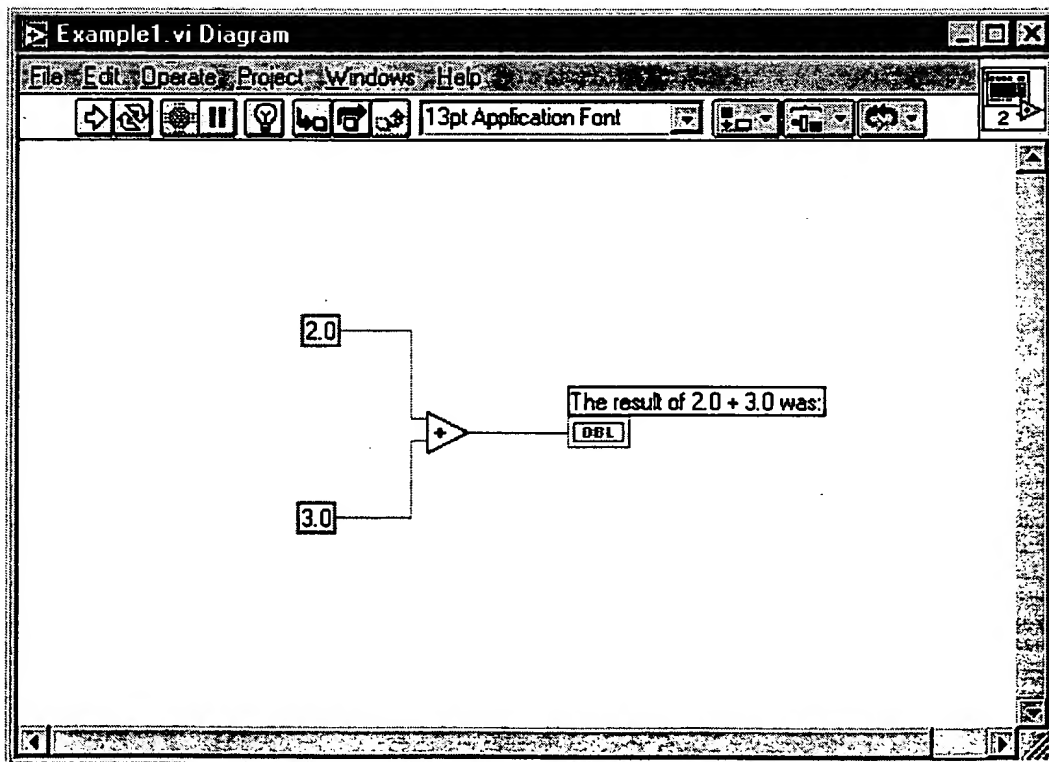 Example1.vi Diagram
File Edit Operate Project Windows Help
13pt Application Font
2
2.0
The result of 2.0 + 3.0 was:
+
DBL
3.0